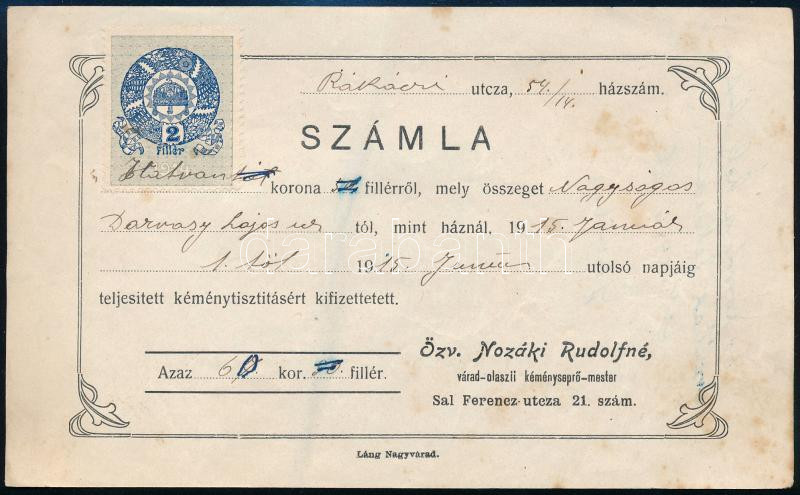 Rákóczi utcza, 54/14. házszám.
SZÁMLA
2
fillér
Hatvan korona fillérről, mely összeget Nagyságos
Darvasy Lajos úr tól, mint háznál, 1915. Január
1. től 1915. Junius utolsó napjáig
teljesitett kéménytisztitásért kifizettetett.
Azaz 60 kor. fillér.
Özv. Nozáki Rudolfné,
várad-olaszii kéményseprő-mester
Sal Ferencz-utcza 21. szám.
Láng Nagyvárad.
darabanth